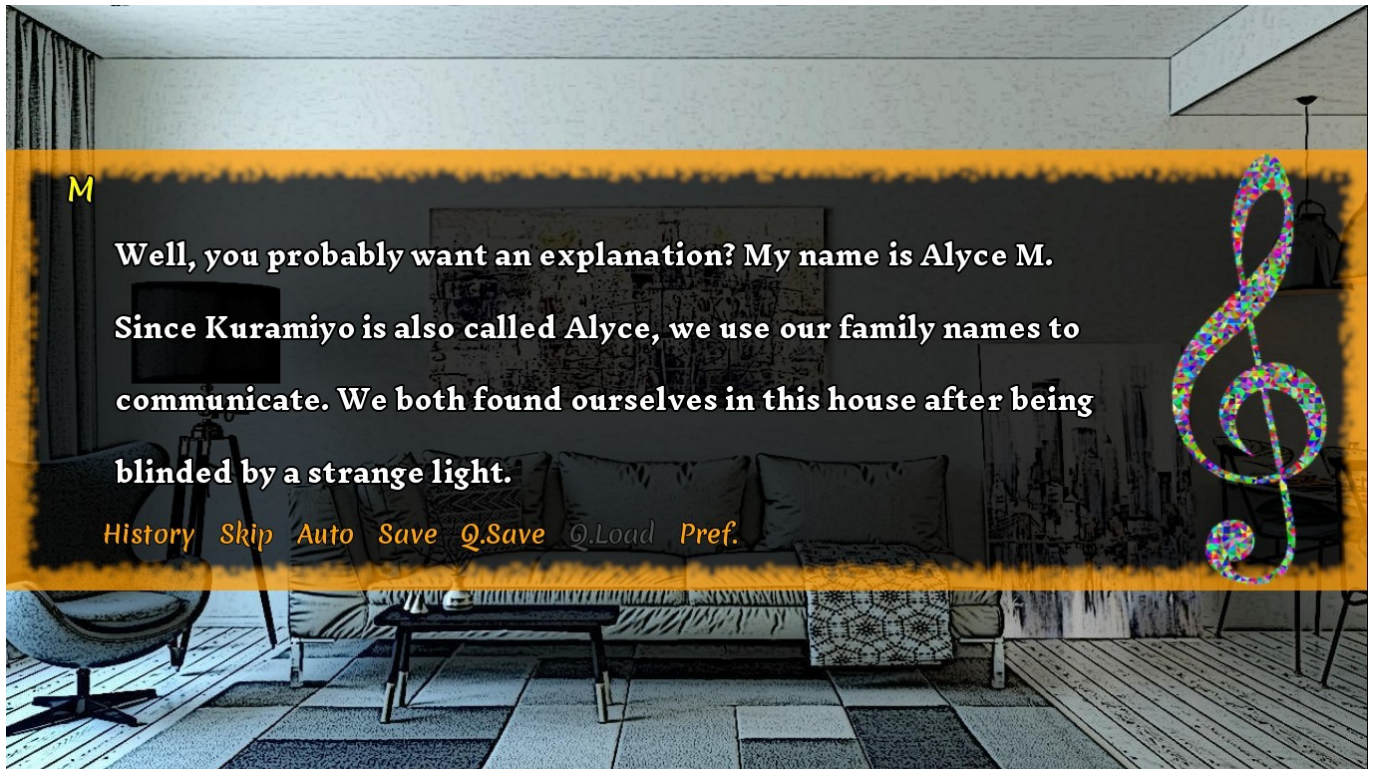 M
Well, you probably want an explanation? My name is Alyce M.
Since Kuramiyo is also called Alyce, we use our family names to
communicate. We both found ourselves in this house after being
blinded by a strange light.
History Skip Auto Save Q.Save Q.Load Pref.